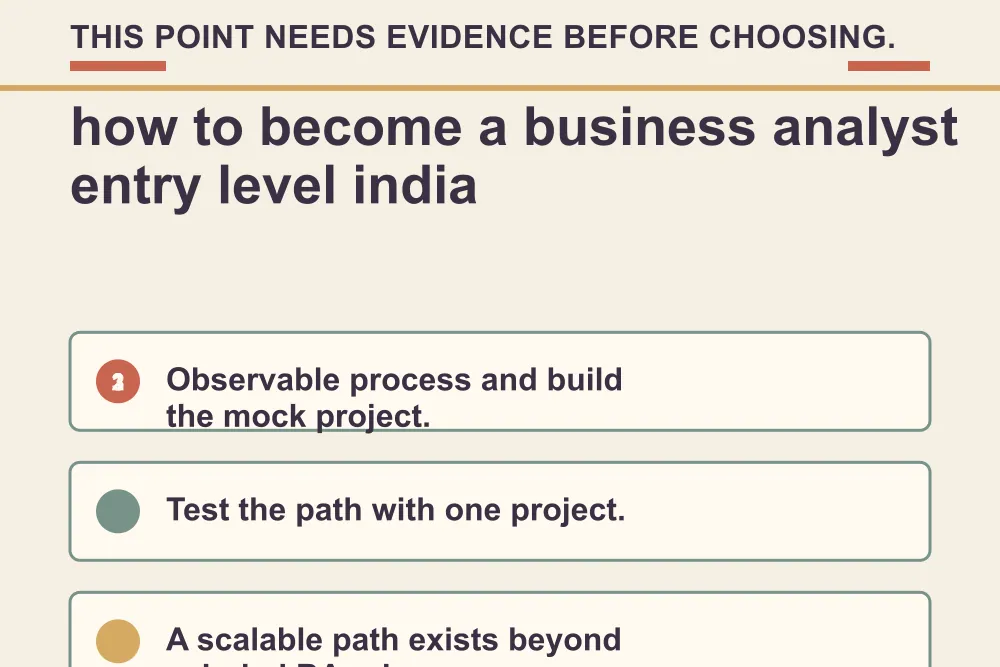 THIS POINT NEEDS EVIDENCE BEFORE CHOOSING.
how to become a business analyst
entry level india
Observable process and build
the mock project.
Test the path with one project.
A scalable path exists beyond